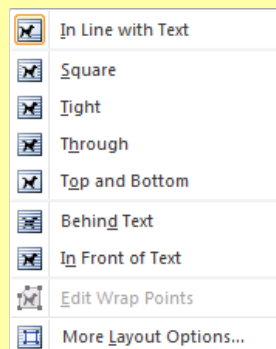 In Line with Text
Square
Tight
Through
Top and Bottom
Behind Text
In Front of Text
Edit Wrap Points
More Layout Options...